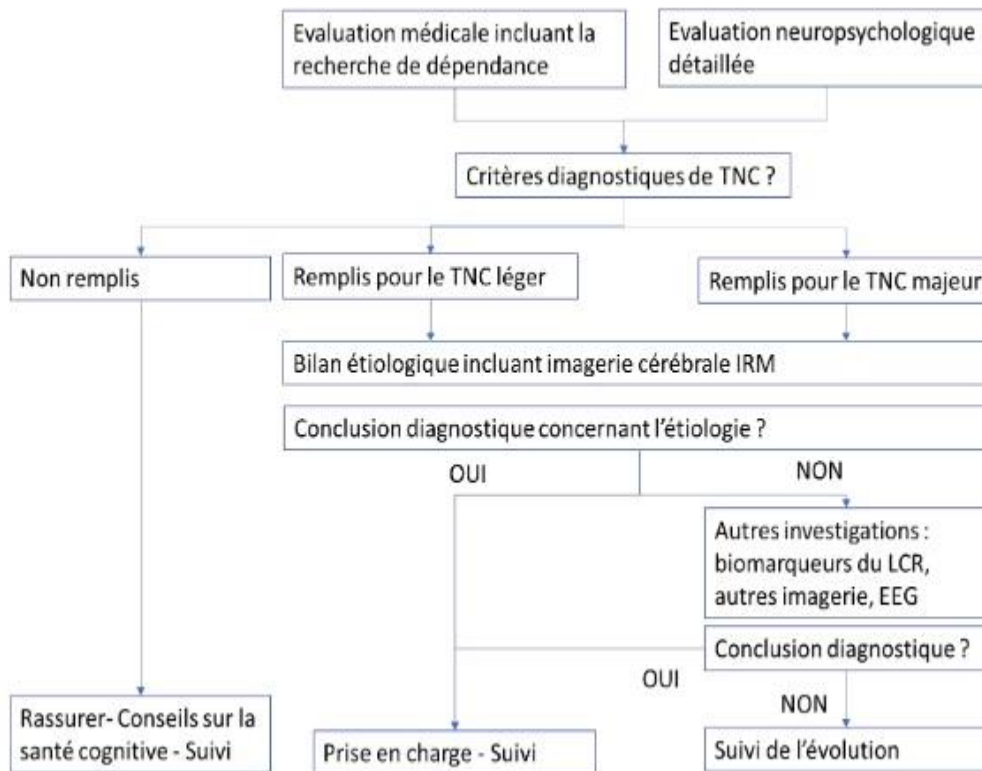 Evaluation médicale incluant la
recherche de dépendance
Evaluation neuropsychologique
détaillée
Critères diagnostiques de TNC ?
Non remplis
Remplis pour le TNC léger
Remplis pour le TNC majeur
Bilan étiologique incluant imagerie cérébrale IRM
Conclusion diagnostique concernant l'étiologie ?
OUI
NON
Autres investigations :
biomarqueurs du LCR,
autres imagerie, EEG
Conclusion diagnostique ?
OUI
NON
Rassurer- Conseils sur la
santé cognitive - Suivi
Prise en charge - Suivi
Suivi de l'évolution